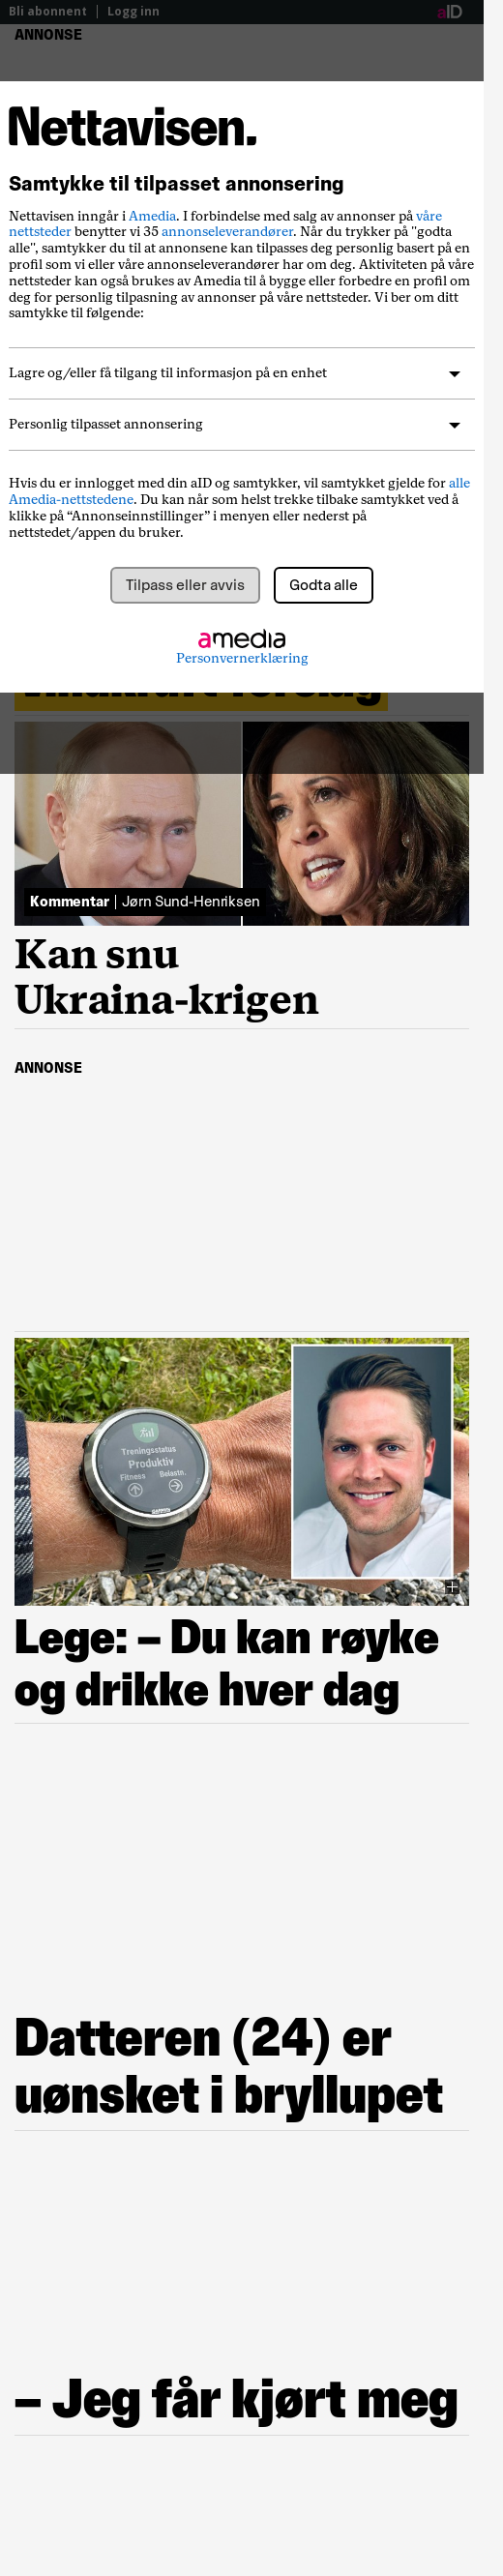 Bli abonnent | Logg inn
aID
ANNONSE
Nettavisen.
Samtykke til tilpasset annonsering
Nettavisen inngår i Amedia. I forbindelse med salg av annonser på våre
nettsteder benytter vi 35 annonseleverandører. Når du trykker på "godta
alle", samtykker du til at annonsene kan tilpasses deg personlig basert på en
profil som vi eller våre annonseleverandører har om deg. Aktiviteten på våre
nettsteder kan også brukes av Amedia til å bygge eller forbedre en profil om
deg for personlig tilpasning av annonser på våre nettsteder. Vi ber om ditt
samtykke til følgende:
Lagre og/eller få tilgang til informasjon på en enhet
Personlig tilpasset annonsering
Hvis du er innlogget med din aID og samtykker, vil samtykket gjelde for alle
Amedia-nettstedene. Du kan når som helst trekke tilbake samtykket ved å
klikke på “Annonseinnstillinger” i menyen eller nederst på
nettstedet/appen du bruker.
Tilpass eller avvis
Godta alle
amedia
Personvernerklæring
Kommentar | Jørn Sund-Henriksen
Kan snu
Ukraina-krigen
ANNONSE
Treningsstatus
Produktiv
Fitness
Belastn.
GARMIN
Lege: – Du kan røyke
og drikke hver dag
Datteren (24) er
uønsket i bryllupet
– Jeg får kjørt meg